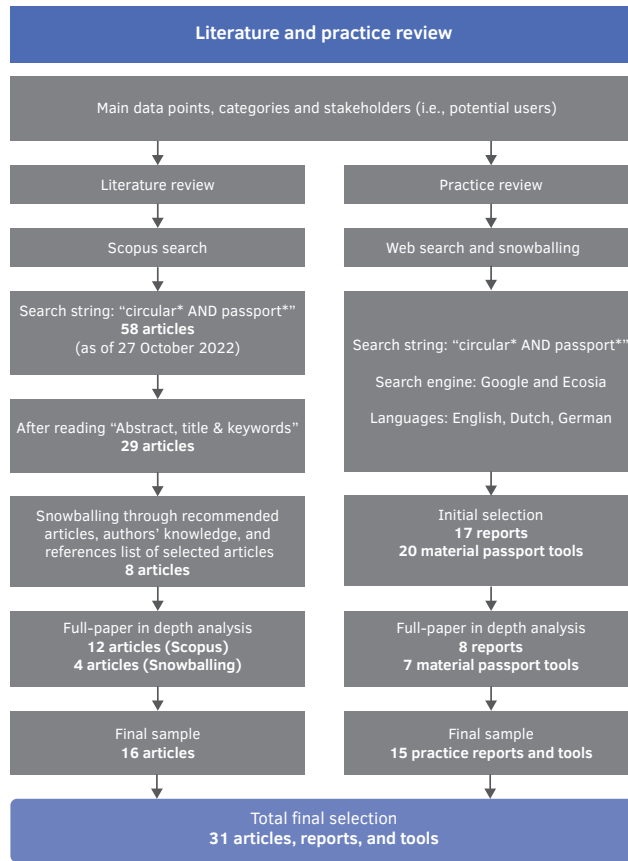 Literature and practice review
Main data points, categories and stakeholders (i.e., potential users)
Literature review
Scopus search
Search string: “circular* AND passport*”
58 articles
(as of 27 October 2022)
After reading “Abstract, title & keywords”
29 articles
Snowballing through recommended
articles, authors’ knowledge, and
references list of selected articles
8 articles
Full-paper in depth analysis
12 articles (Scopus)
4 articles (Snowballing)
Final sample
16 articles
Practice review
Web search and snowballing
Search string: “circular* AND passport*”
Search engine: Google and Ecosia
Languages: English, Dutch, German
Initial selection
17 reports
20 material passport tools
Full-paper in depth analysis
8 reports
7 material passport tools
Final sample
15 practice reports and tools
Total final selection
31 articles, reports, and tools